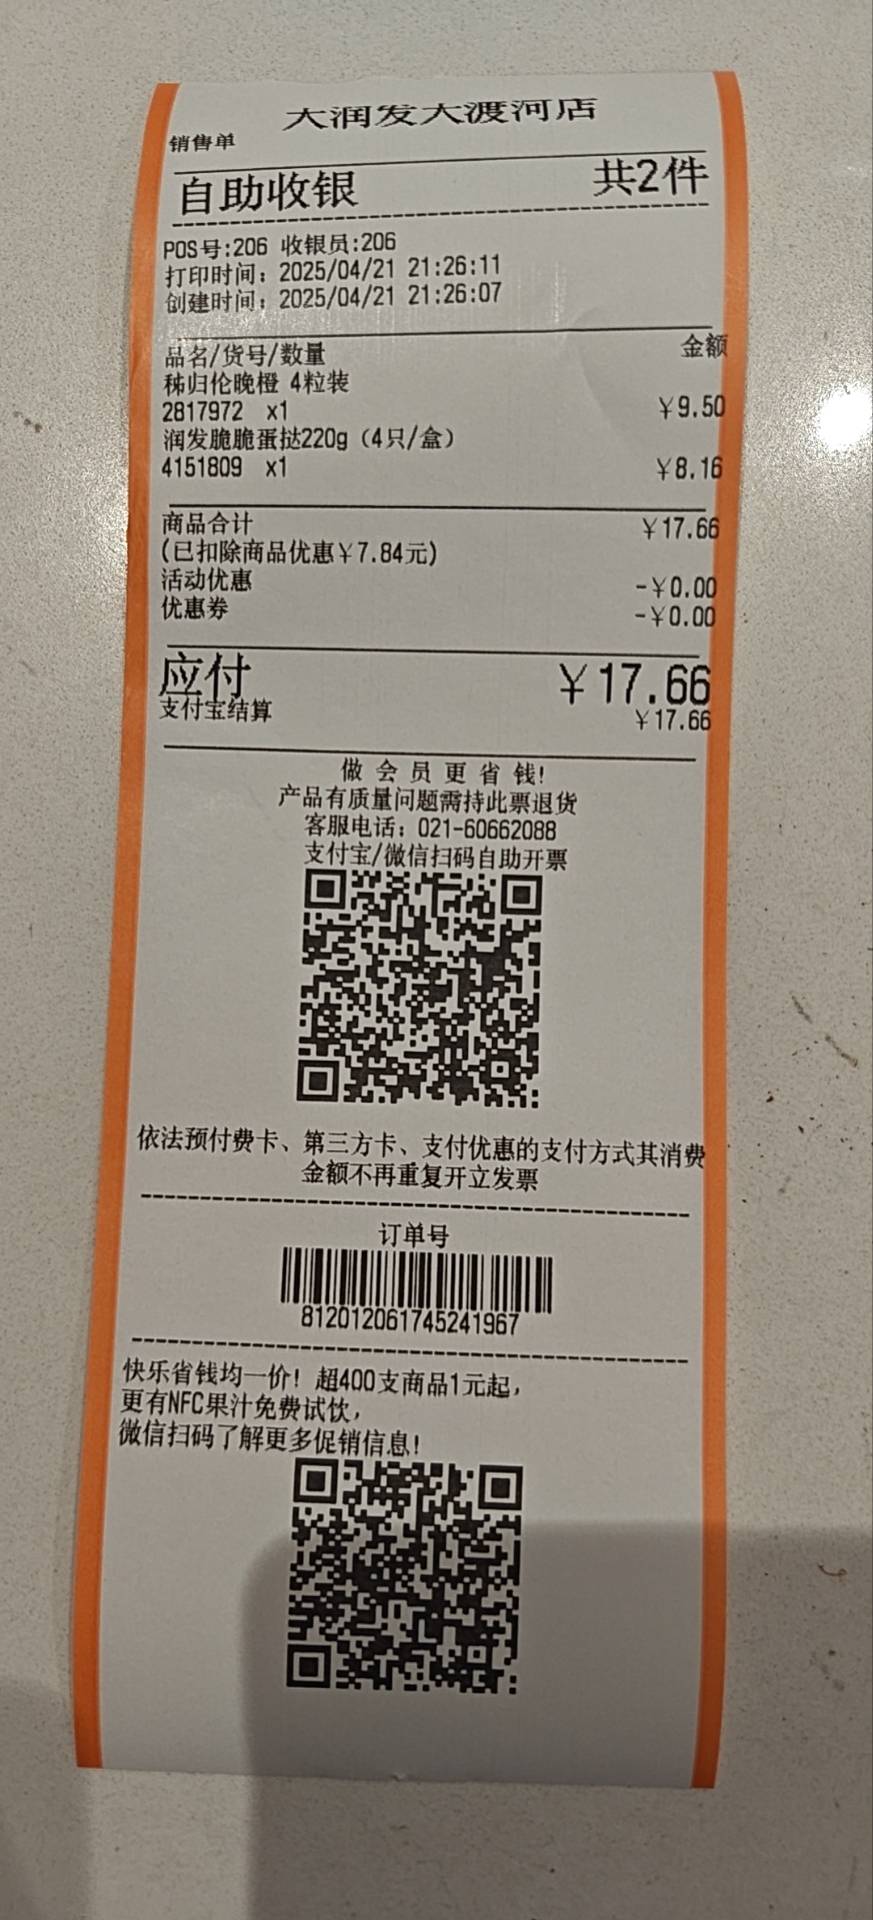 大润发大渡河店
销售单
自助收银 共2件
POS号:206 收银员:206
打印时间: 2025/04/21 21:26:11
创建时间: 2025/04/21 21:26:07
品名/货号/数量 金额
秭归伦晚橙 4粒装
2817972 x1 ¥9.50
润发脆脆蛋挞220g（4只/盒）
4151809 x1 ¥8.16
商品合计 ¥17.66
(已扣除商品优惠¥7.84元)
活动优惠 -¥0.00
优惠券 -¥0.00
应付 ¥17.66
支付宝结算 ¥17.66
做会员更省钱!
产品有质量问题需持此票退货
客服电话: 021-60662088
支付宝/微信扫码自助开票
依法预付费卡、第三方卡、支付优惠的支付方式其消费
金额不再重复开立发票
订单号
812012061745241967
快乐省钱均一价! 超400支商品1元起,
更有NFC果汁免费试饮,
微信扫码了解更多促销信息!